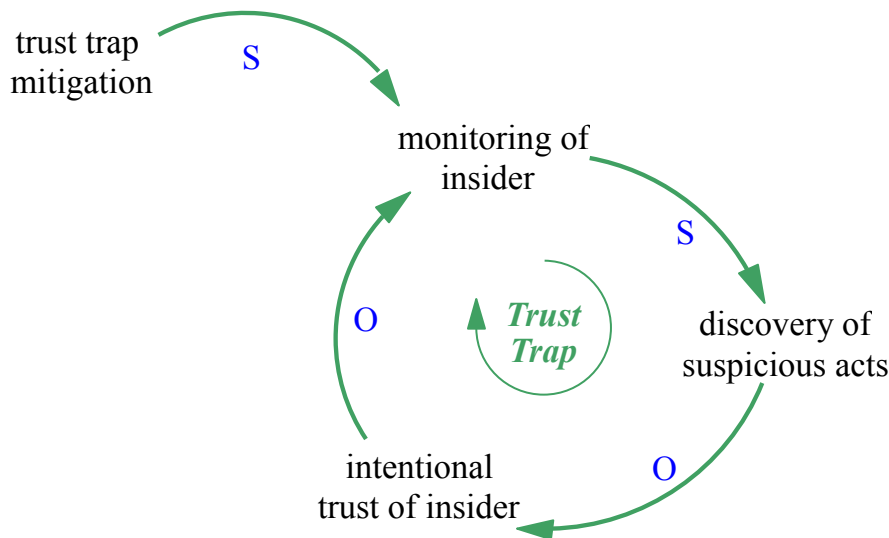 trust trap
mitigation
S
monitoring of
insider
S
O
Trust
Trap
discovery of
suspicious acts
O
intentional
trust of insider